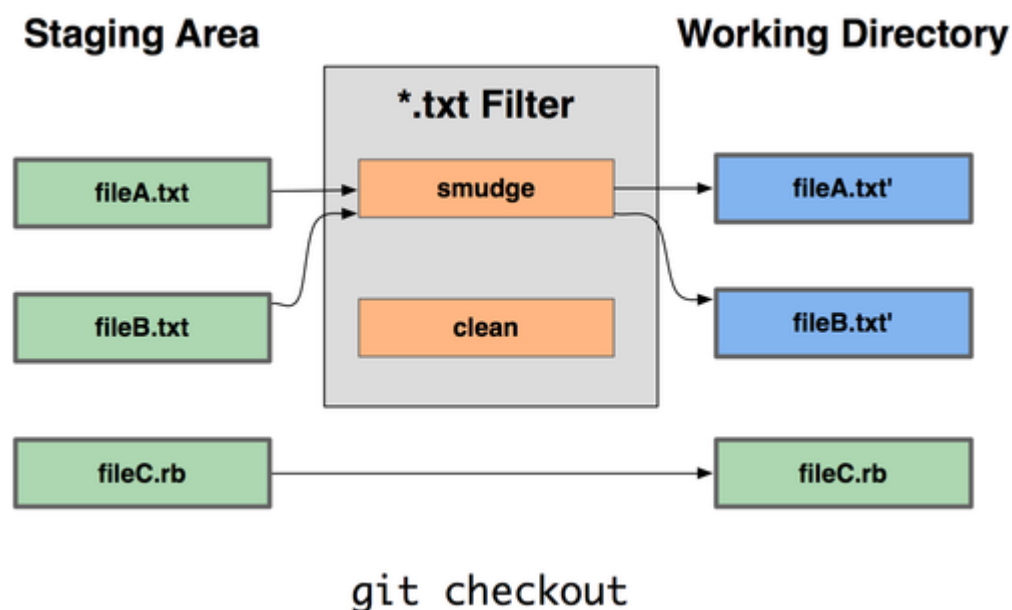 Staging Area
Working Directory
*.txt Filter
fileA.txt
smudge
fileA.txt'
fileB.txt
clean
fileB.txt'
fileC.rb
fileC.rb
git checkout